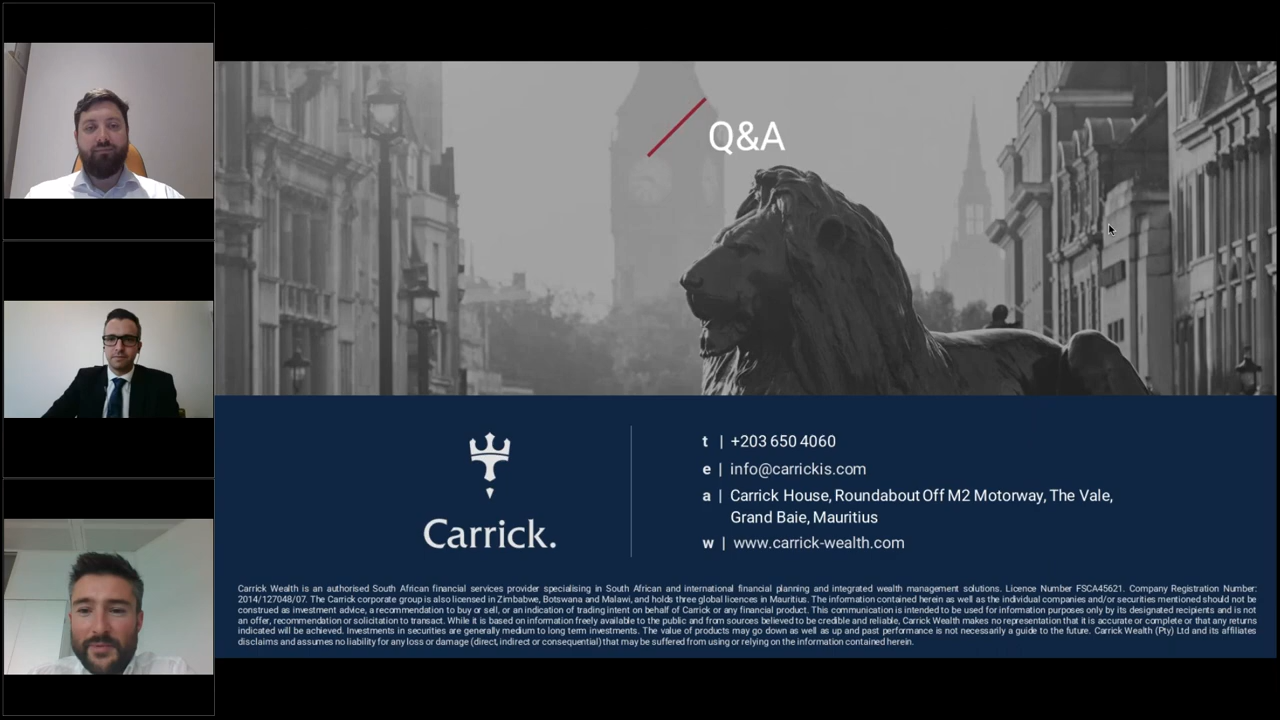 Q&A
t | +203 650 4060
e | info@carrickis.com
a | Carrick House, Roundabout Off M2 Motorway, The Vale,
Grand Baie, Mauritius
w | www.carrick-wealth.com
Carrick.
Carrick Wealth is an authorised South African financial services provider specialising in South African and international financial planning and integrated wealth management solutions. Licence Number FSCA45621. Company Registration Number:
2014/127048/07. The Carrick corporate group is also licensed in Zimbabwe, Botswana and Malawi, and holds three global licences in Mauritius. The information contained herein as well as the individual companies and/or securities mentioned should not be
construed as investment advice, a recommendation to buy or sell, or an indication of trading intent on behalf of Carrick or any financial product. This communication is intended to be used for information purposes only by its designated recipients and is not
an offer, recommendation or solicitation to transact. While it is based on information freely available to the public and from sources believed to be credible and reliable, Carrick Wealth makes no representation that it is accurate or complete or that any returns
indicated will be achieved. Investments in securities are generally medium to long term investments. The value of products may go down as well as up and past performance is not necessarily a guide to the future. Carrick Wealth (Pty) Ltd and its affiliates
disclaims and assumes no liability for any loss or damage (direct, indirect or consequential) that may be suffered from using or relying on the information contained herein.